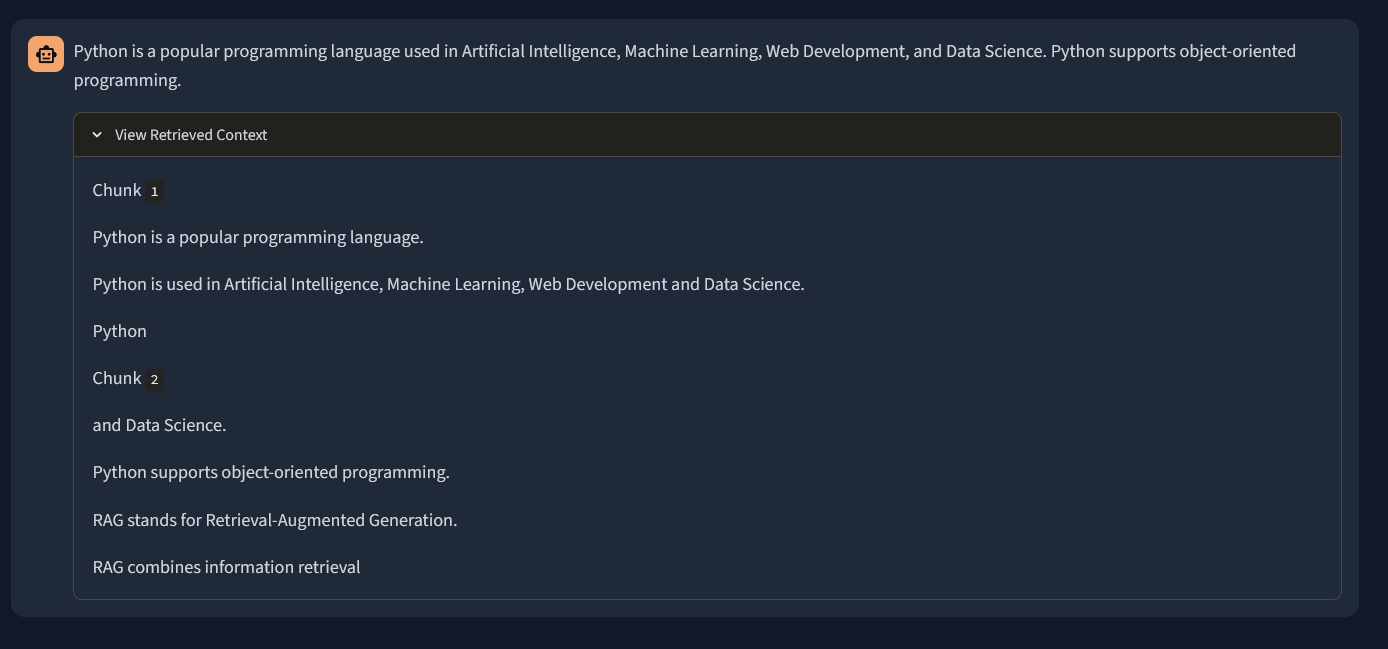 Python is a popular programming language used in Artificial Intelligence, Machine Learning, Web Development, and Data Science. Python supports object-oriented
programming.
View Retrieved Context
Chunk 1
Python is a popular programming language.
Python is used in Artificial Intelligence, Machine Learning, Web Development and Data Science.
Python
Chunk 2
and Data Science.
Python supports object-oriented programming.
RAG stands for Retrieval-Augmented Generation.
RAG combines information retrieval